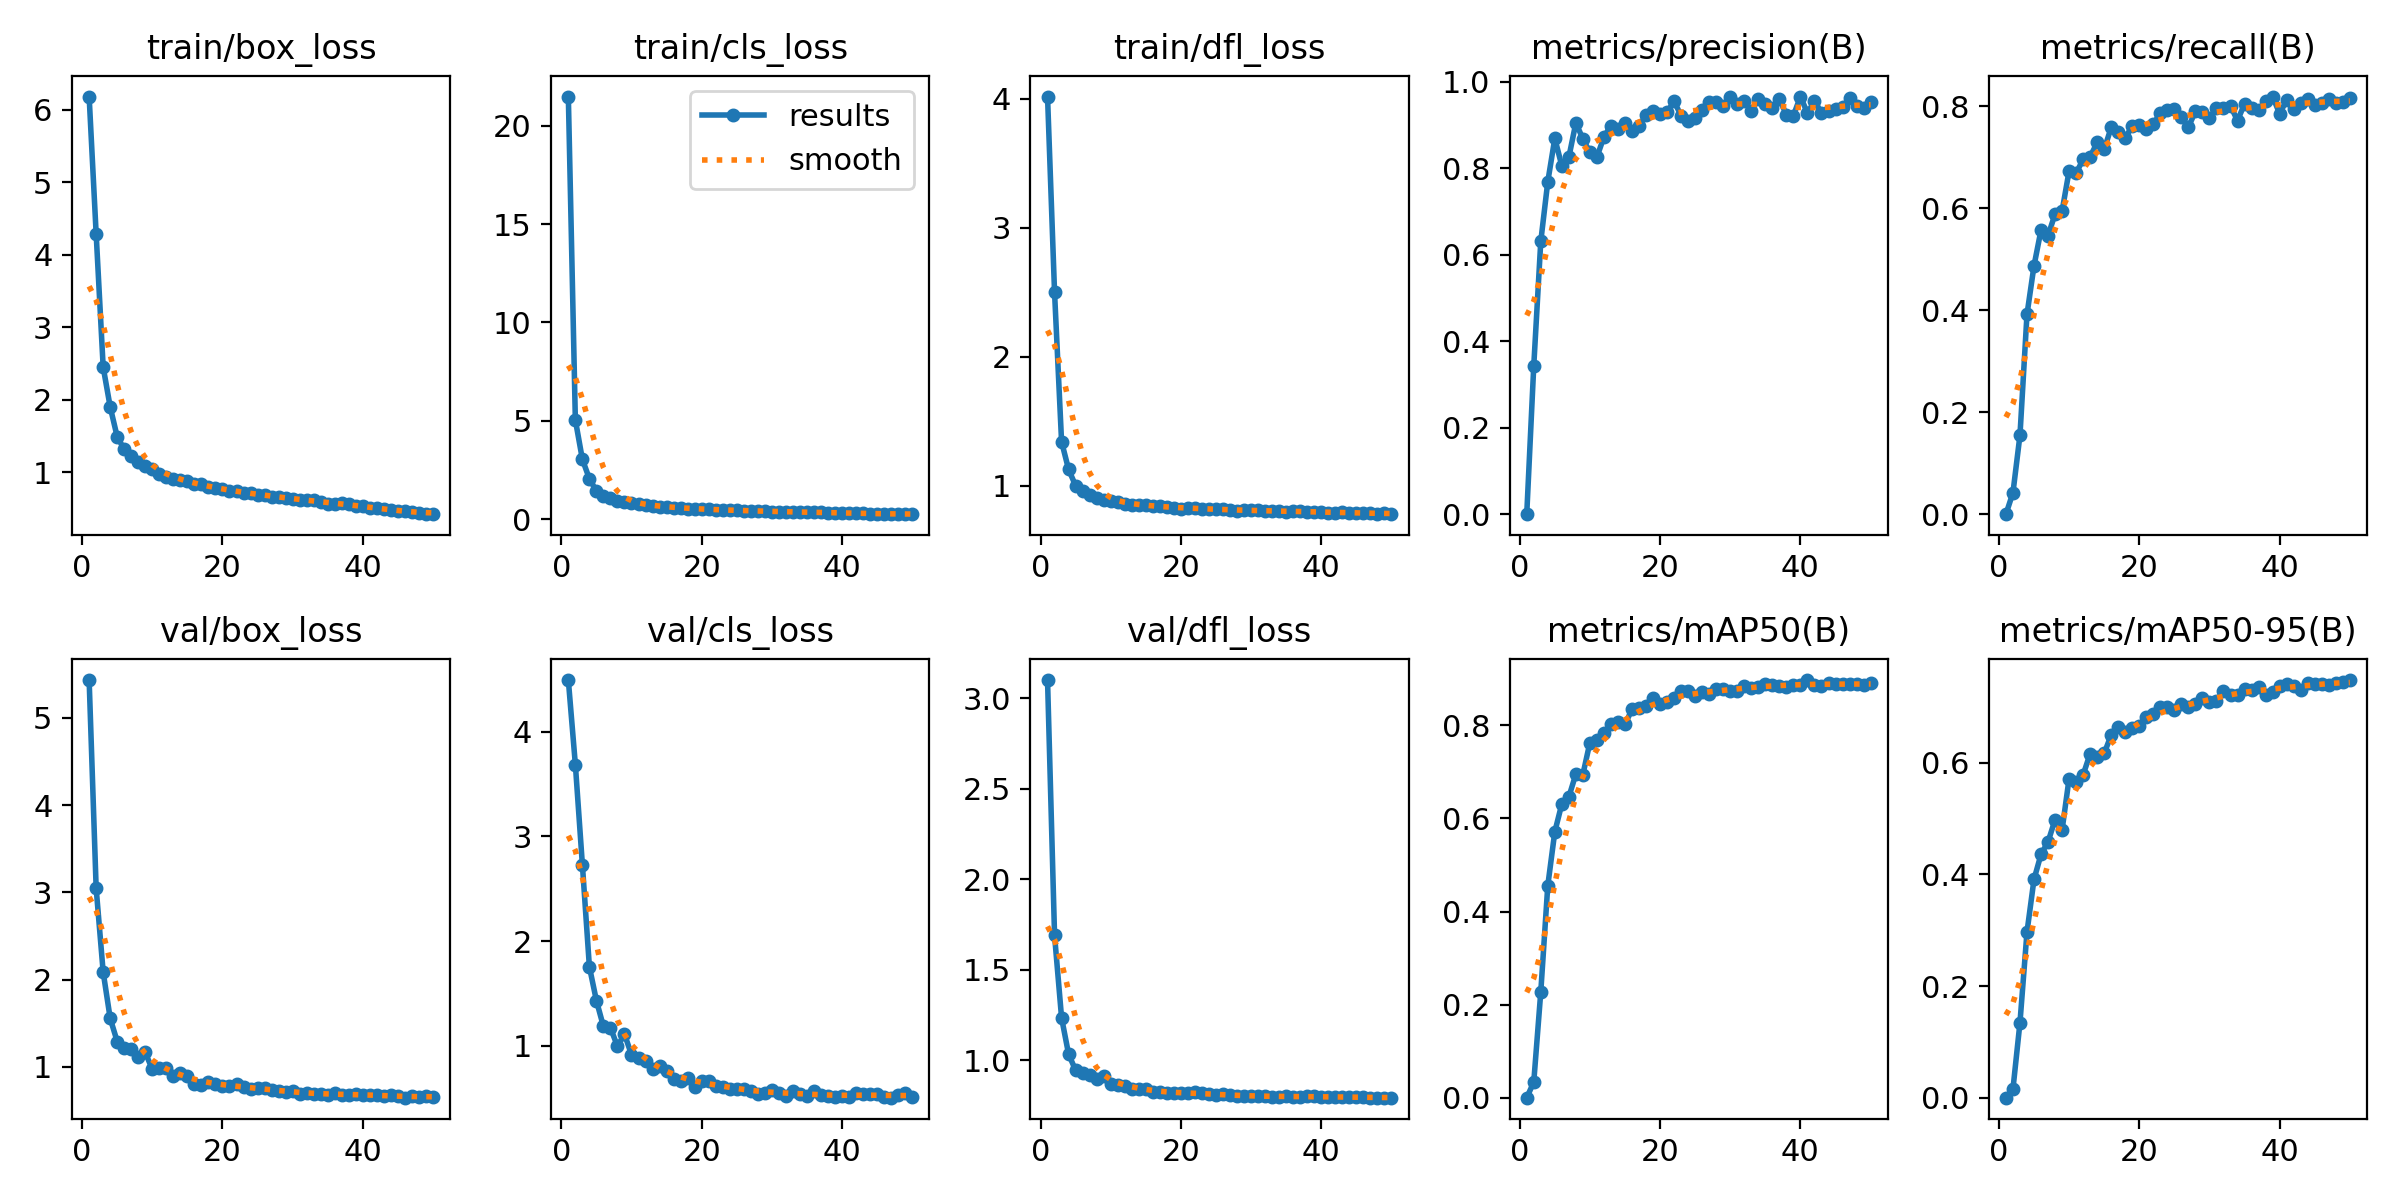 train/box_loss
6
5
4
3
2
1
0 20 40
train/cls_loss
results
smooth
20
15
10
5
0
0 20 40
train/dfl_loss
4
3
2
1
0 20 40
metrics/precision(B)
1.0
0.8
0.6
0.4
0.2
0.0
0 20 40
metrics/recall(B)
0.8
0.6
0.4
0.2
0.0
0 20 40
val/box_loss
5
4
3
2
1
0 20 40
val/cls_loss
4
3
2
1
0 20 40
val/dfl_loss
3.0
2.5
2.0
1.5
1.0
0 20 40
metrics/mAP50(B)
0.8
0.6
0.4
0.2
0.0
0 20 40
metrics/mAP50-95(B)
0.6
0.4
0.2
0.0
0 20 40